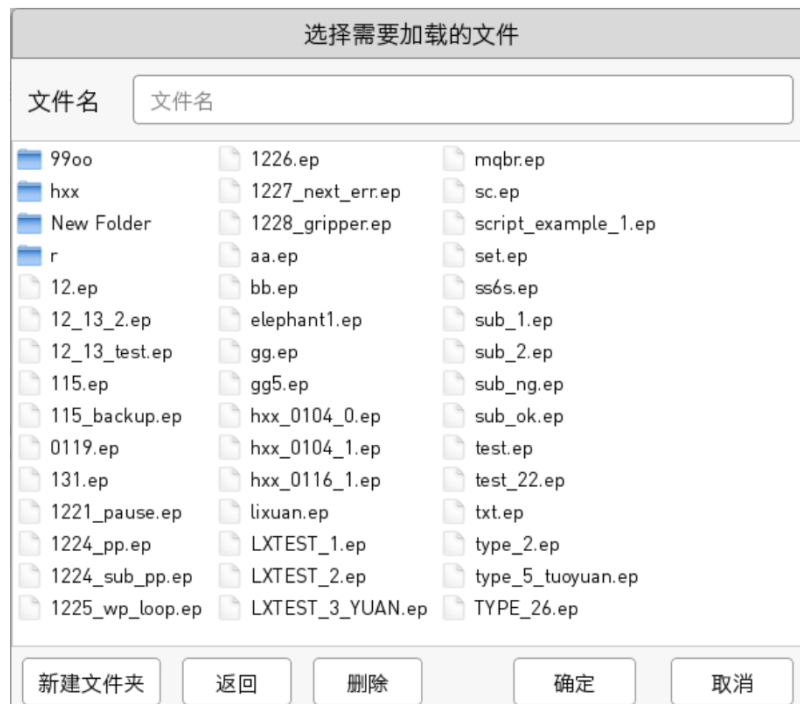 选择需要加载的文件
文件名
文件名
99oo
hxx
New Folder
r
12.ep
12_13_2.ep
12_13_test.ep
115.ep
115_backup.ep
0119.ep
131.ep
1221_pause.ep
1224_pp.ep
1224_sub_pp.ep
1225_wp_loop.ep
1226.ep
1227_next_err.ep
1228_gripper.ep
aa.ep
bb.ep
elephant1.ep
gg.ep
gg5.ep
hxx_0104_0.ep
hxx_0104_1.ep
hxx_0116_1.ep
lixuan.ep
LXTEST_1.ep
LXTEST_2.ep
LXTEST_3_YUAN.ep
mqbr.ep
sc.ep
script_example_1.ep
set.ep
ss6s.ep
sub_1.ep
sub_2.ep
sub_ng.ep
sub_ok.ep
test.ep
test_22.ep
txt.ep
type_2.ep
type_5_tuoyuan.ep
TYPE_26.ep
新建文件夹
返回
删除
确定
取消